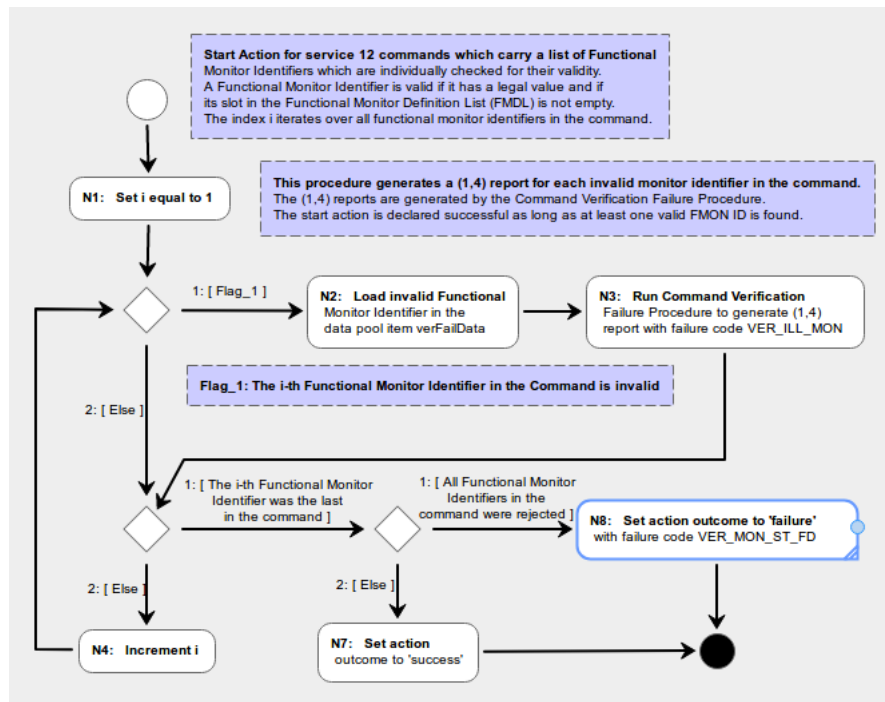 Start Action for service 12 commands which carry a list of Functional
Monitor Identifiers which are individually checked for their validity.
A Functional Monitor Identifier is valid if it has a legal value and if
its slot in the Functional Monitor Definition List (FMDL) is not empty.
The index i iterates over all functional monitor identifiers in the command.
This procedure generates a (1,4) report for each invalid monitor identifier in the command.
The (1,4) reports are generated by the Command Verification Failure Procedure.
The start action is declared successful as long as at least one valid FMON ID is found.
N1: Set i equal to 1
1: [ Flag_1 ]
N2: Load invalid Functional
Monitor Identifier in the
data pool item verFailData
N3: Run Command Verification
Failure Procedure to generate (1,4)
report with failure code VER_ILL_MON
Flag_1: The i-th Functional Monitor Identifier in the Command is invalid
2: [ Else ]
1: [ The i-th Functional Monitor
Identifier was the last
in the command ]
1: [ All Functional Monitor
Identifiers in the
command were rejected ]
N8: Set action outcome to 'failure'
with failure code VER_MON_ST_FD
2: [ Else ]
2: [ Else ]
N4: Increment i
N7: Set action
outcome to 'success'